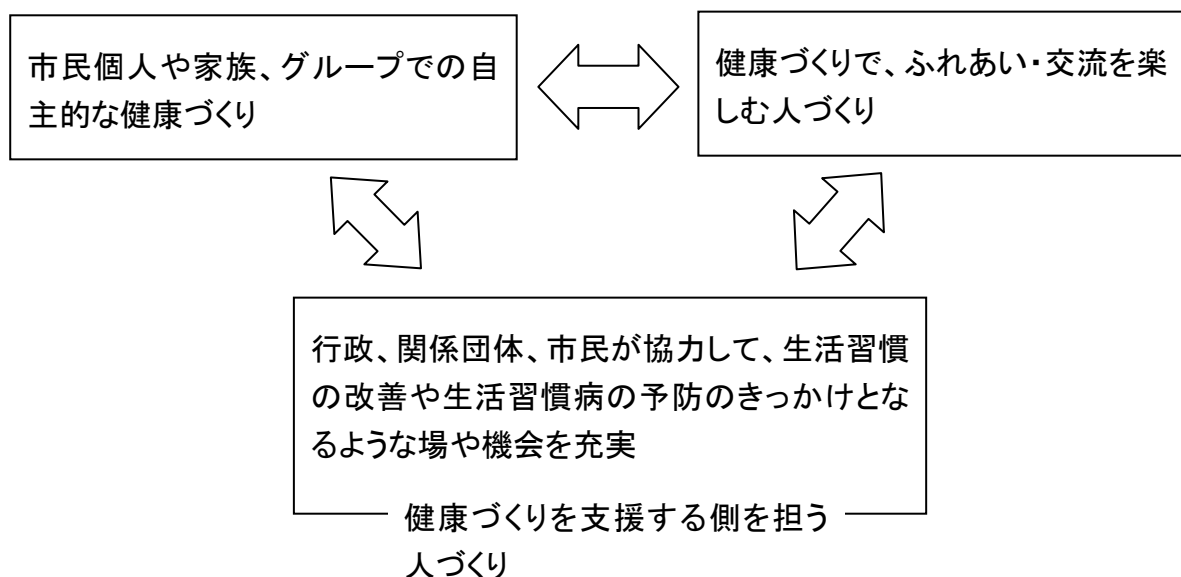 市民個人や家族、グループでの自
主的な健康づくり
健康づくりで、ふれあい・交流を楽
しむ人づくり
行政、関係団体、市民が協力して、生活習慣
の改善や生活習慣病の予防のきっかけとな
るような場や機会を充実
健康づくりを支援する側を担う
人づくり